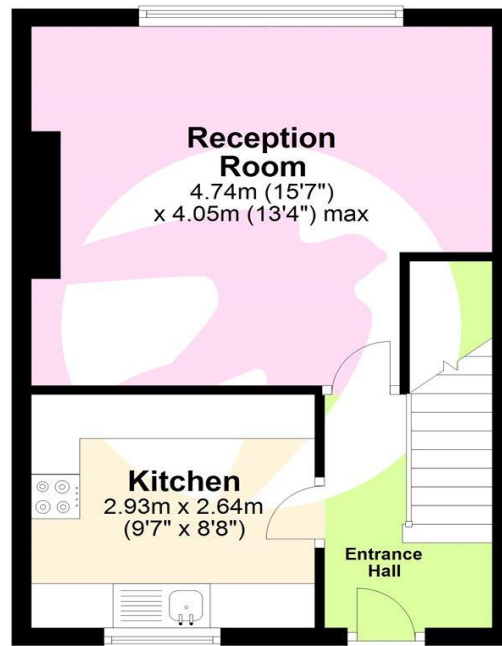 Reception
Room
4.74m (15'7")
x 4.05m (13'4") max
Kitchen
2.93m x 2.64m
(9'7" x 8'8")
Entrance
Hall